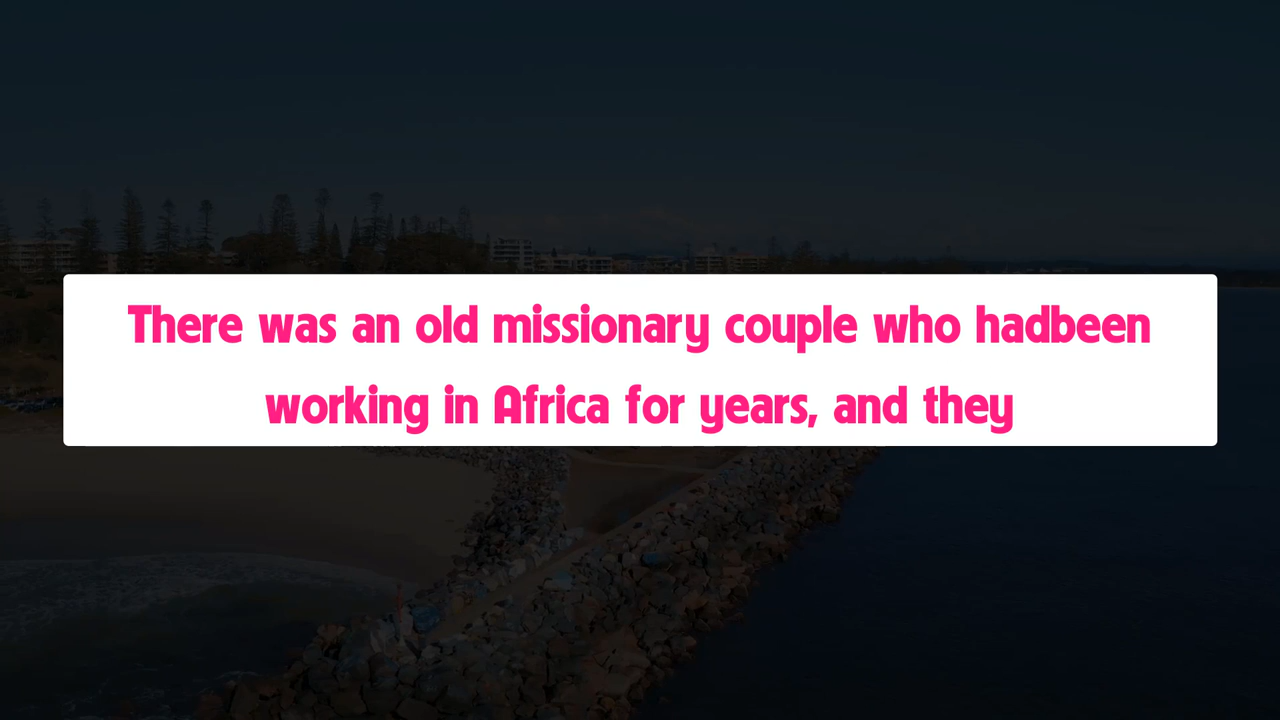 There was an old missionary couple who hadbeen
working in Africa for years, and they